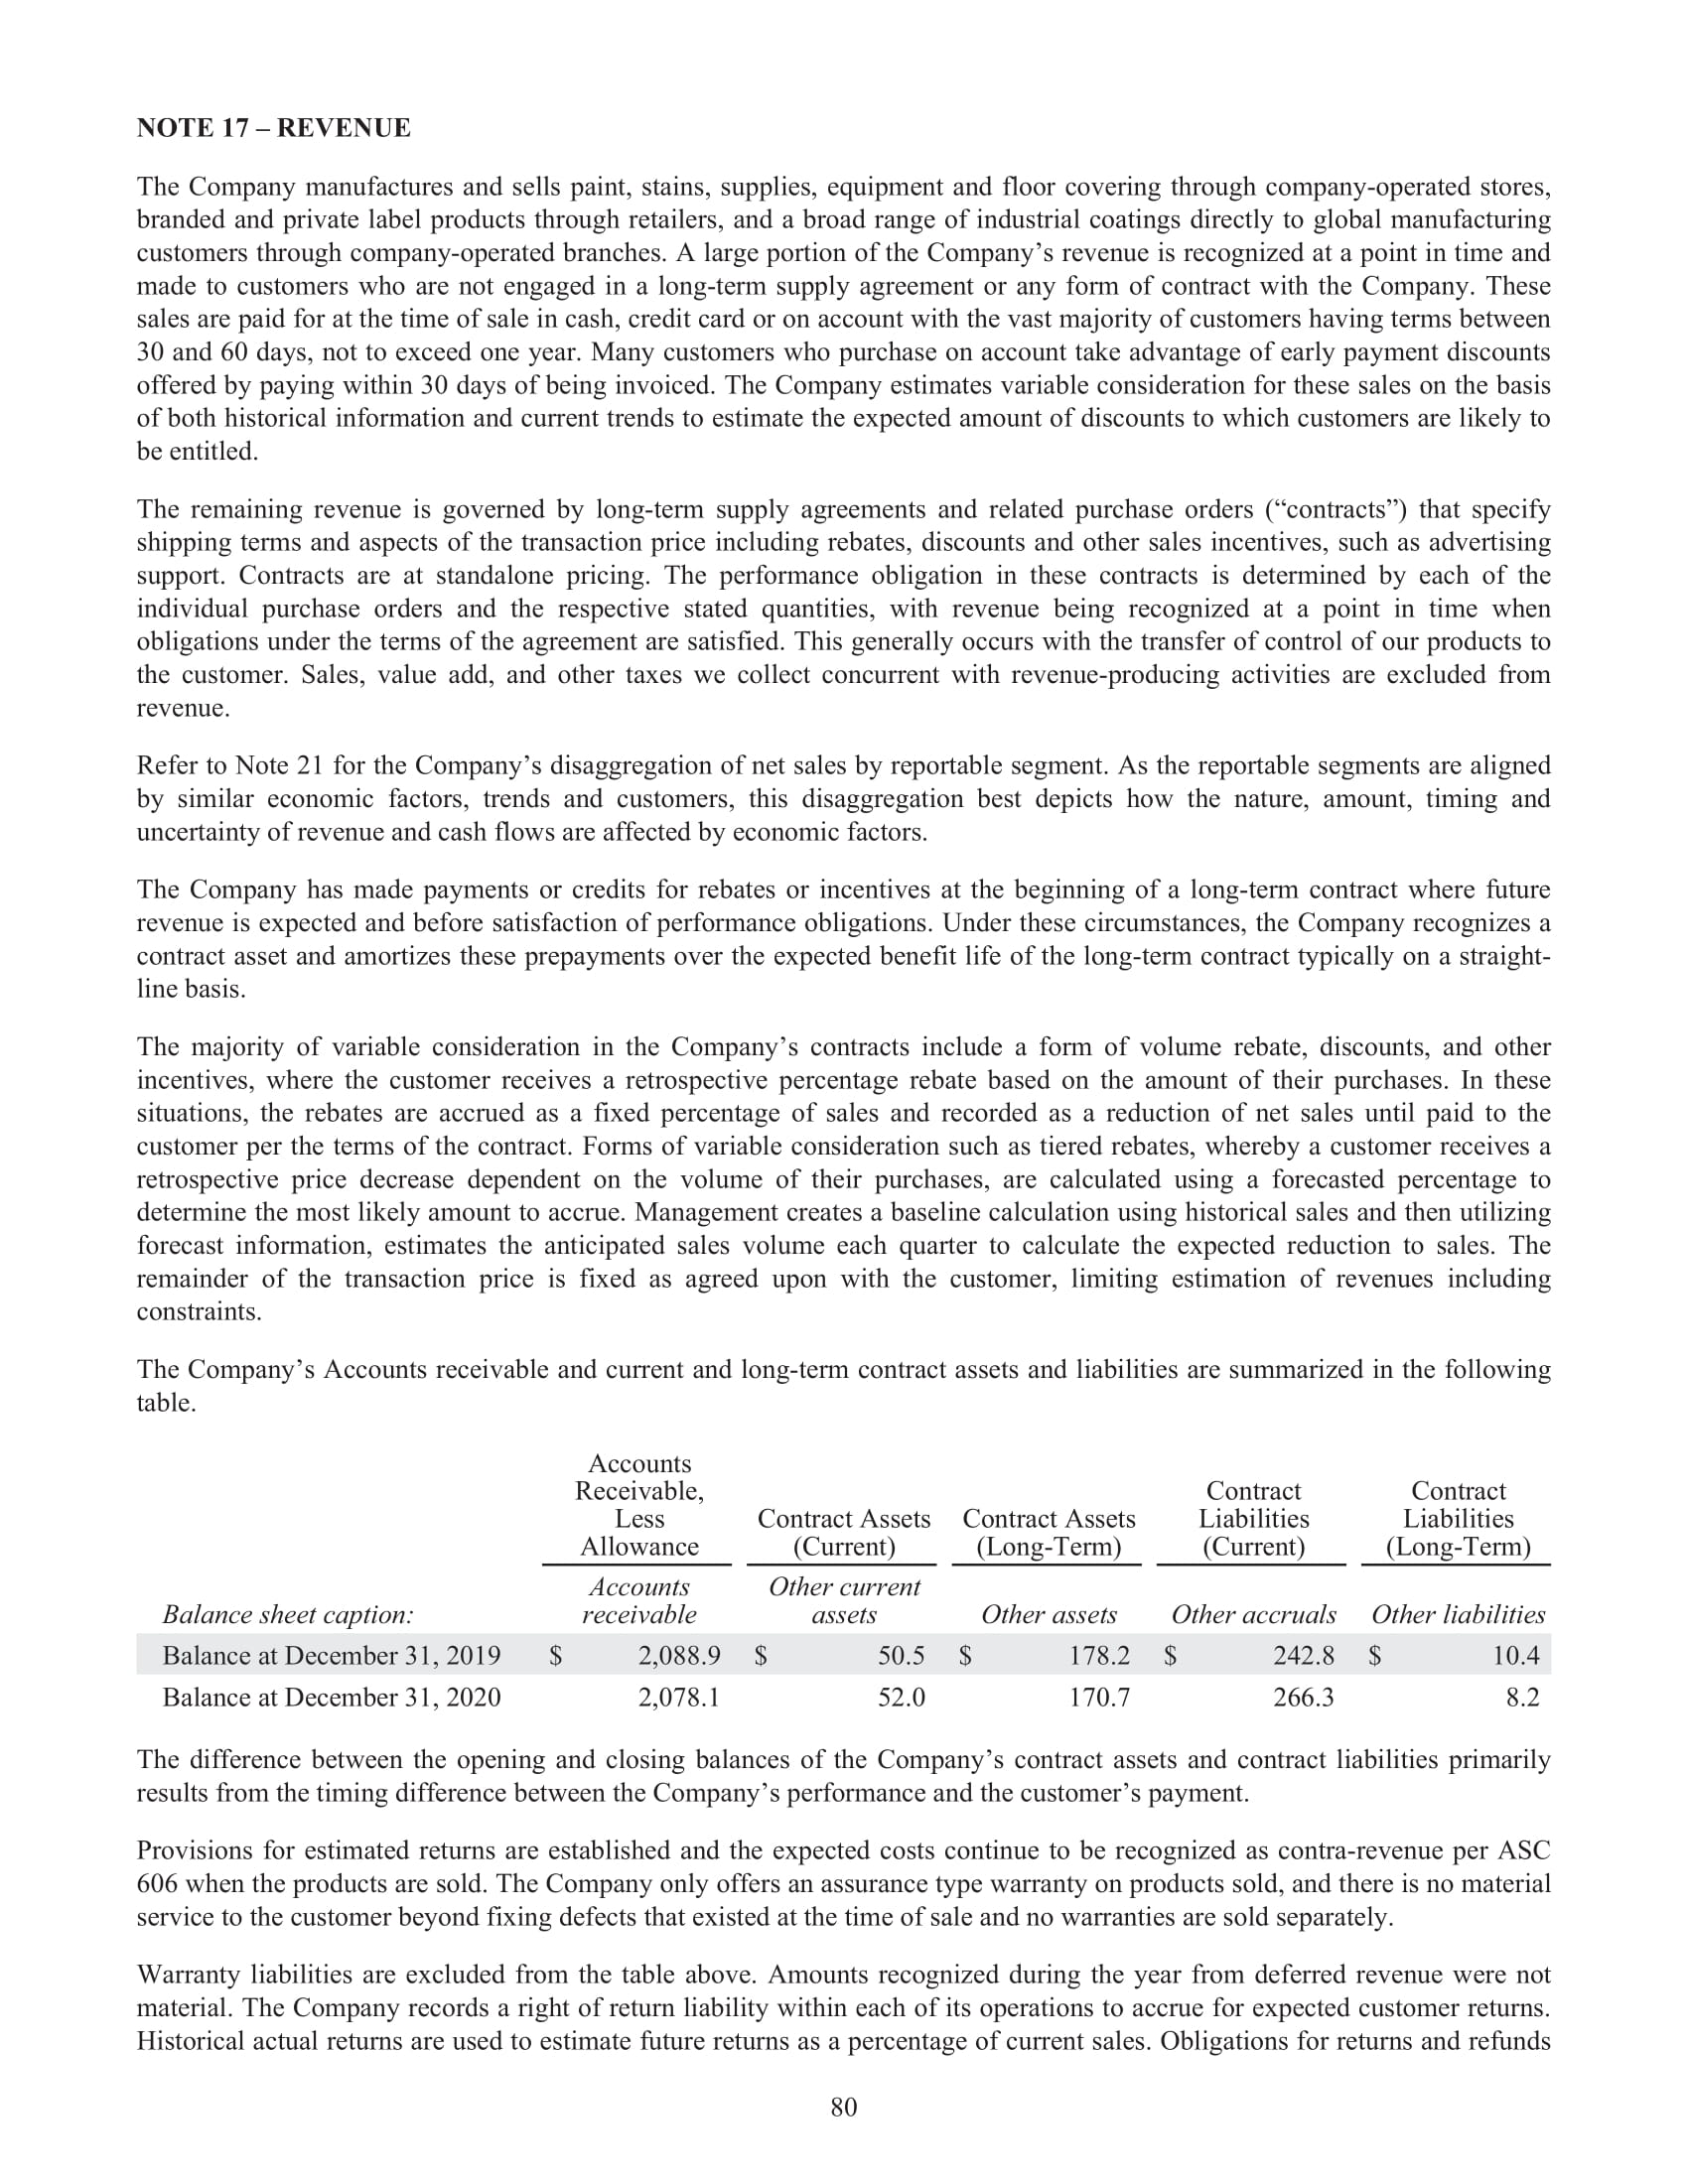 NOTE 17 – REVENUE
The Company manufactures and sells paint, stains, supplies, equipment and floor covering through company-operated stores,
branded and private label products through retailers, and a broad range of industrial coatings directly to global manufacturing
customers through company-operated branches. A large portion of the Company’s revenue is recognized at a point in time and
made to customers who are not engaged in a long-term supply agreement or any form of contract with the Company. These
sales are paid for at the time of sale in cash, credit card or on account with the vast majority of customers having terms between
30 and 60 days, not to exceed one year. Many customers who purchase on account take advantage of early payment discounts
offered by paying within 30 days of being invoiced. The Company estimates variable consideration for these sales on the basis
of both historical information and current trends to estimate the expected amount of discounts to which customers are likely to
be entitled.
The remaining revenue is governed by long-term supply agreements and related purchase orders (“contracts”) that specify
shipping terms and aspects of the transaction price including rebates, discounts and other sales incentives, such as advertising
support. Contracts are at standalone pricing. The performance obligation in these contracts is determined by each of the
individual purchase orders and the respective stated quantities, with revenue being recognized at a point in time when
obligations under the terms of the agreement are satisfied. This generally occurs with the transfer of control of our products to
the customer. Sales, value add, and other taxes we collect concurrent with revenue-producing activities are excluded from
revenue.
Refer to Note 21 for the Company’s disaggregation of net sales by reportable segment. As the reportable segments are aligned
by similar economic factors, trends and customers, this disaggregation best depicts how the nature, amount, timing and
uncertainty of revenue and cash flows are affected by economic factors.
The Company has made payments or credits for rebates or incentives at the beginning of a long-term contract where future
revenue is expected and before satisfaction of performance obligations. Under these circumstances, the Company recognizes a
contract asset and amortizes these prepayments over the expected benefit life of the long-term contract typically on a straight-
line basis.
The majority of variable consideration in the Company’s contracts include a form of volume rebate, discounts, and other
incentives, where the customer receives a retrospective percentage rebate based on the amount of their purchases. In these
situations, the rebates are accrued as a fixed percentage of sales and recorded as a reduction of net sales until paid to the
customer per the terms of the contract. Forms of variable consideration such as tiered rebates, whereby a customer receives a
retrospective price decrease dependent on the volume of their purchases, are calculated using a forecasted percentage to
determine the most likely amount to accrue. Management creates a baseline calculation using historical sales and then utilizing
forecast information, estimates the anticipated sales volume each quarter to calculate the expected reduction to sales. The
remainder of the transaction price is fixed as agreed upon with the customer, limiting estimation of revenues including
constraints.
The Company’s Accounts receivable and current and long-term contract assets and liabilities are summarized in the following
table.
Accounts
Receivable, Contract Contract
Less Contract Assets Contract Assets Liabilities Liabilities
Allowance (Current) (Long-Term) (Current) (Long-Term)
Accounts Other current
Balance sheet caption: receivable assets Other assets Other accruals Other liabilities
Balance at December 31, 2019 $ 2,088.9 $ 50.5 $ 178.2 $ 242.8 $ 10.4
Balance at December 31, 2020 2,078.1 52.0 170.7 266.3 8.2
The difference between the opening and closing balances of the Company’s contract assets and contract liabilities primarily
results from the timing difference between the Company’s performance and the customer’s payment.
Provisions for estimated returns are established and the expected costs continue to be recognized as contra-revenue per ASC
606 when the products are sold. The Company only offers an assurance type warranty on products sold, and there is no material
service to the customer beyond fixing defects that existed at the time of sale and no warranties are sold separately.
Warranty liabilities are excluded from the table above. Amounts recognized during the year from deferred revenue were not
material. The Company records a right of return liability within each of its operations to accrue for expected customer returns.
Historical actual returns are used to estimate future returns as a percentage of current sales. Obligations for returns and refunds
80